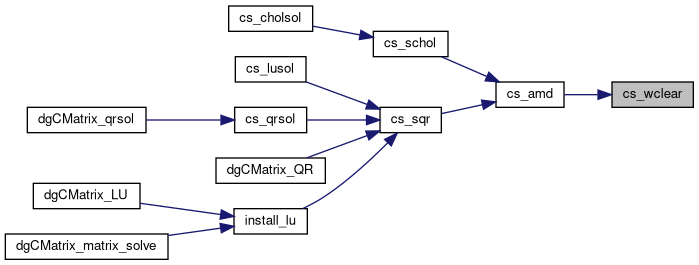 cs_cholsol
cs_schol
cs_lusol
cs_amd
cs_wclear
dgCMatrix_qrsol
cs_qrsol
cs_sqr
dgCMatrix_QR
dgCMatrix_LU
install_lu
dgCMatrix_matrix_solve